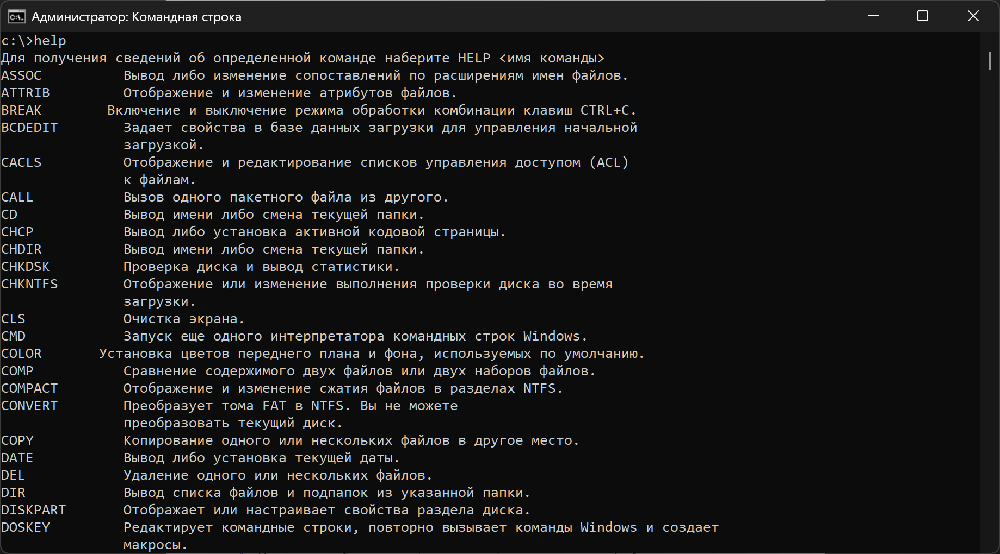 Администратор: Командная строка
c:\>help
Для получения сведений об определенной команде наберите HELP <имя команды>
ASSOC          Вывод либо изменение сопоставлений по расширениям имен файлов.
ATTRIB         Отображение и изменение атрибутов файлов.
BREAK        Включение и выключение режима обработки комбинации клавиш CTRL+C.
BCDEDIT        Задает свойства в базе данных загрузки для управления начальной
               загрузкой.
CACLS          Отображение и редактирование списков управления доступом (ACL)
               к файлам.
CALL           Вызов одного пакетного файла из другого.
CD             Вывод имени либо смена текущей папки.
CHCP           Вывод либо установка активной кодовой страницы.
CHDIR          Вывод имени либо смена текущей папки.
CHKDSK         Проверка диска и вывод статистики.
CHKNTFS        Отображение или изменение выполнения проверки диска во время
               загрузки.
CLS            Очистка экрана.
CMD            Запуск еще одного интерпретатора командных строк Windows.
COLOR       Установка цветов переднего плана и фона, используемых по умолчанию.
COMP           Сравнение содержимого двух файлов или двух наборов файлов.
COMPACT        Отображение и изменение сжатия файлов в разделах NTFS.
CONVERT        Преобразует тома FAT в NTFS. Вы не можете
               преобразовать текущий диск.
COPY           Копирование одного или нескольких файлов в другое место.
DATE           Вывод либо установка текущей даты.
DEL            Удаление одного или нескольких файлов.
DIR            Вывод списка файлов и подпапок из указанной папки.
DISKPART       Отображает или настраивает свойства раздела диска.
DOSKEY         Редактирует командные строки, повторно вызывает команды Windows и создает
               макросы.